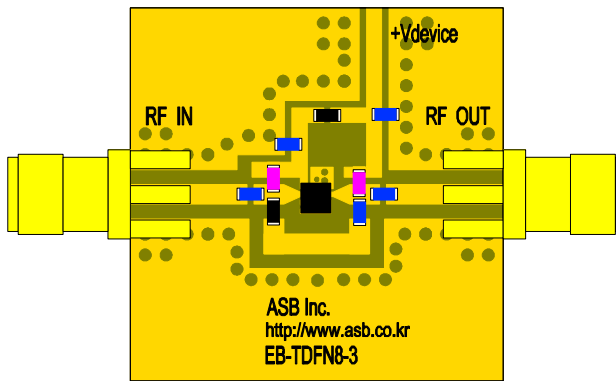 +Vdevice
RF IN
RF OUT
ASB Inc.
http://www.asb.co.kr
EB-TDFN8-3